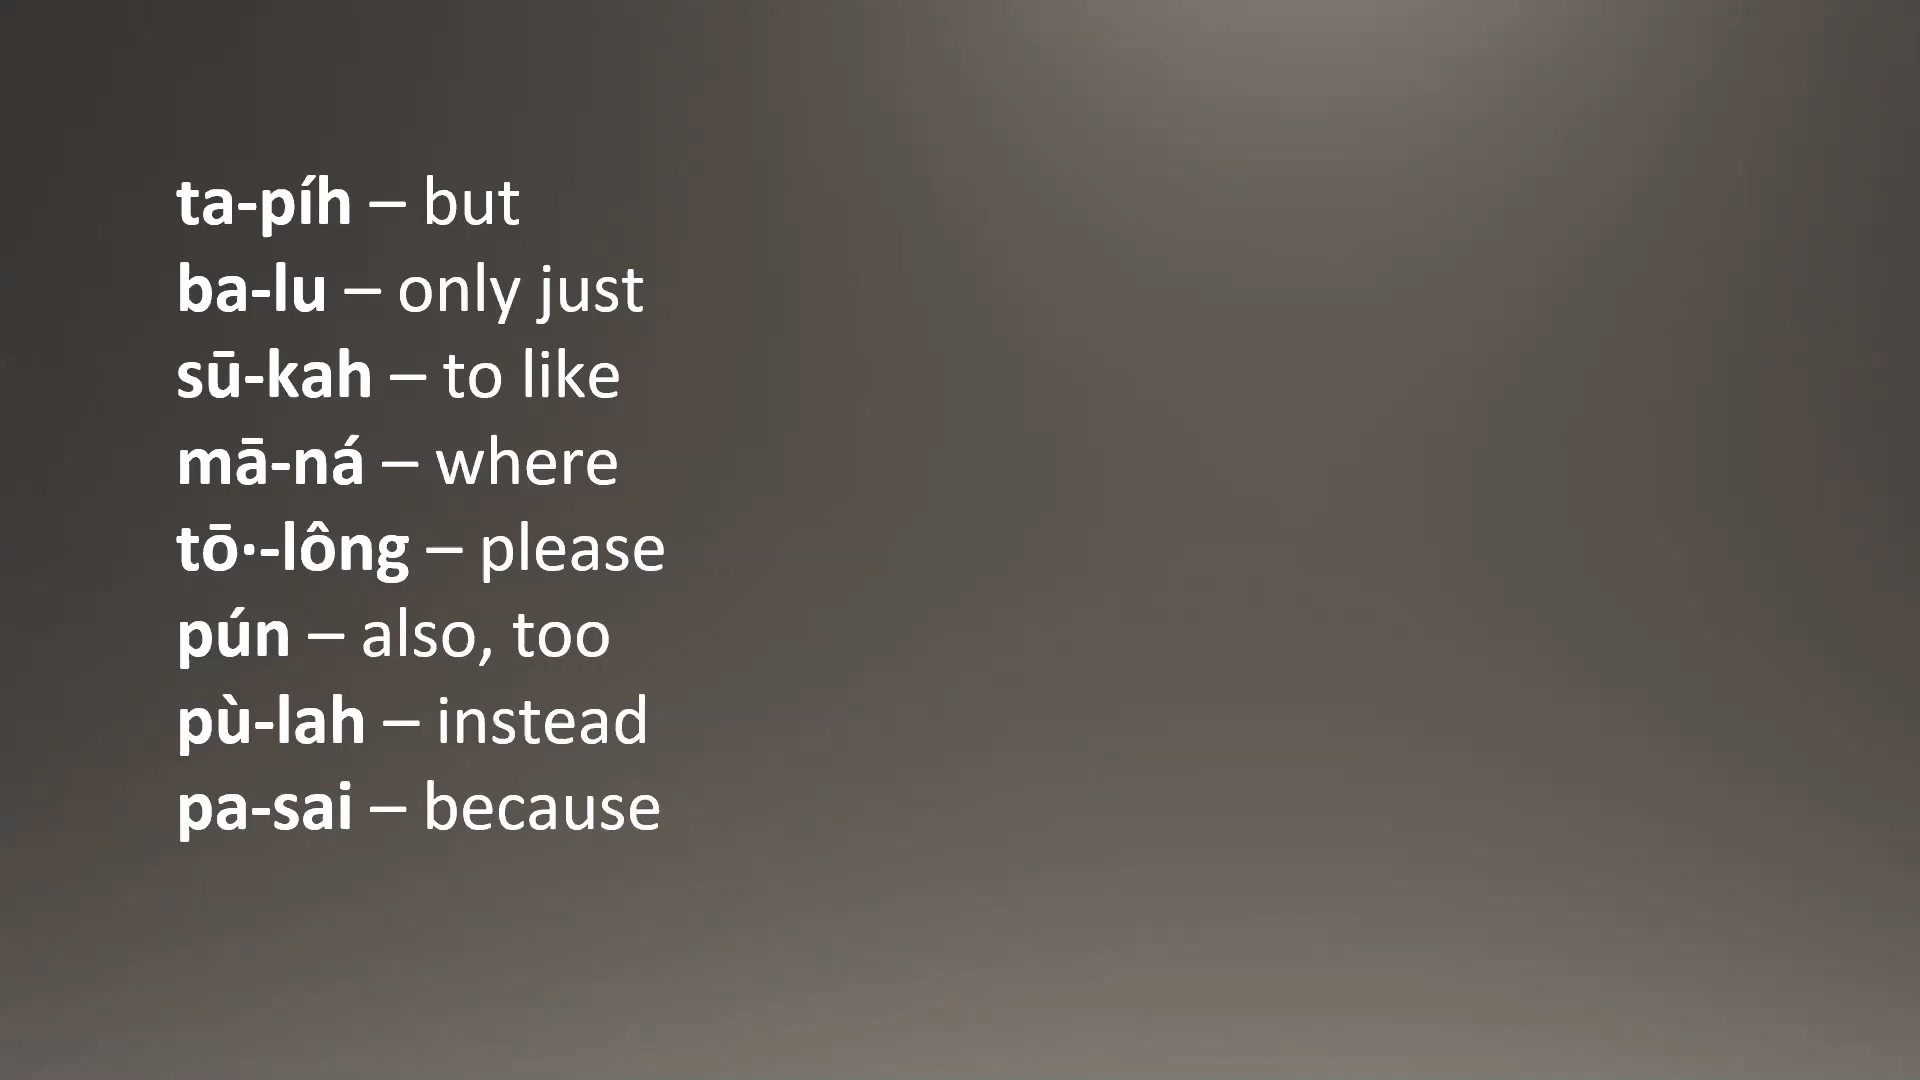 ta-píh – but
ba-lu – only just
sū-kah – to like
mā-ná – where
tō·-lông – please
pún – also, too
pù-lah – instead
pa-sai – because